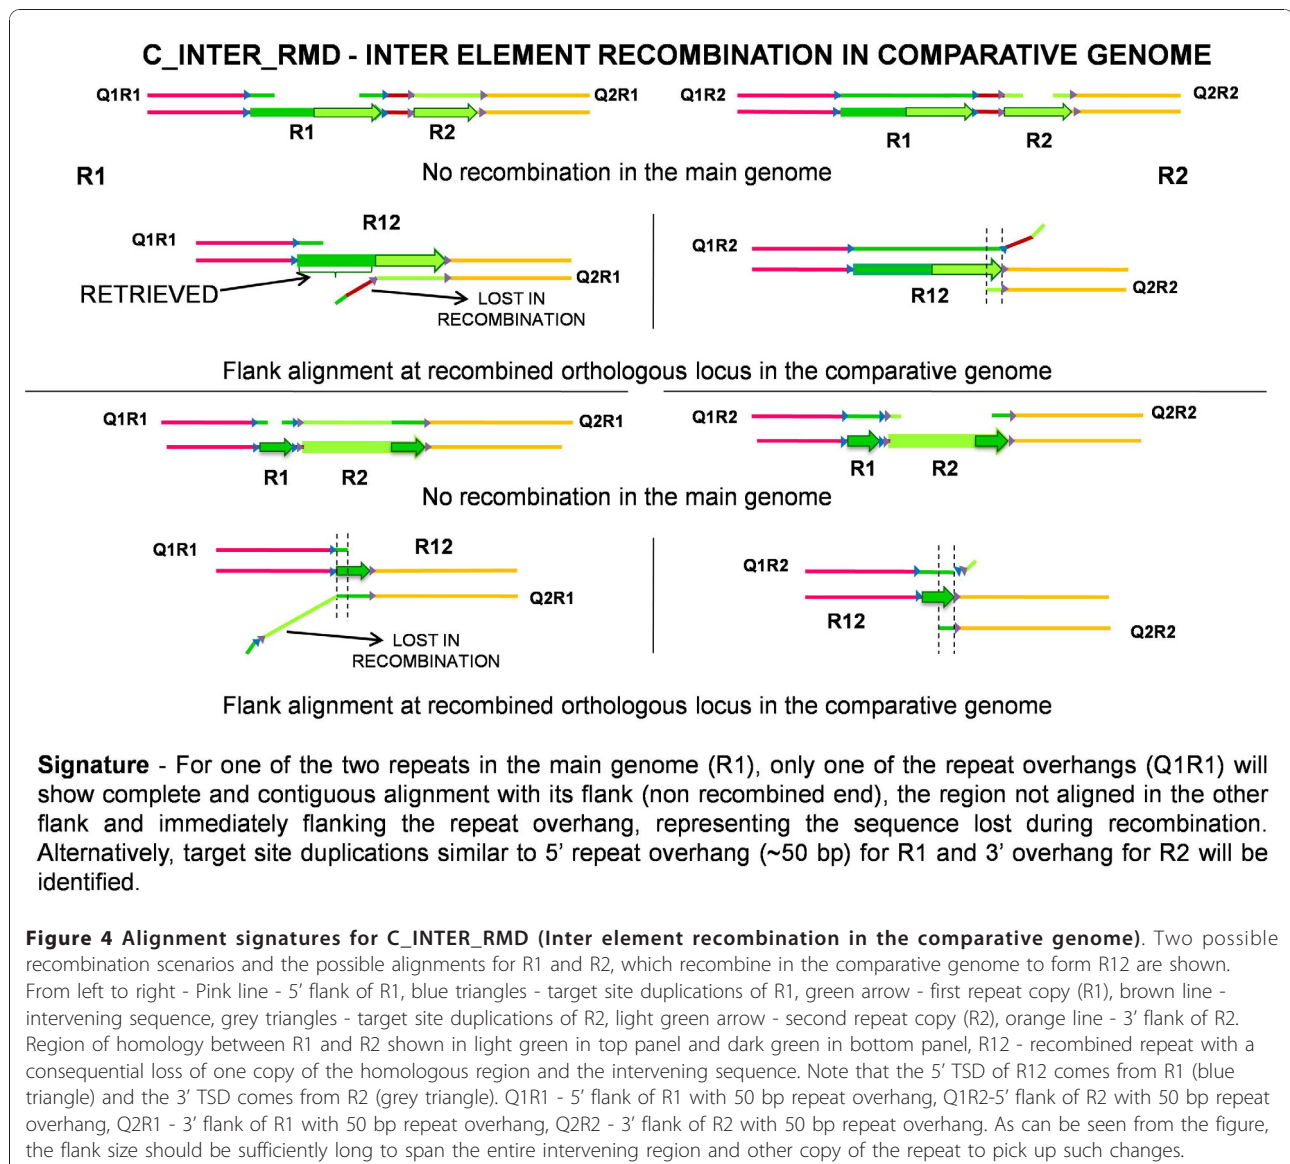 C_INTER_RMD - INTER ELEMENT RECOMBINATION IN COMPARATIVE GENOME
Q1R1
Q2R1
R1
R2
Q1R2
Q2R2
R1
R2
R1
No recombination in the main genome
R2
Q1R1
R12
Q2R1
RETRIEVED
LOST IN
RECOMBINATION
Q1R2
R12
Q2R2
Flank alignment at recombined orthologous locus in the comparative genome
Q1R1
Q2R1
R1
R2
Q1R2
Q2R2
R1
R2
No recombination in the main genome
Q1R1
R12
Q2R1
LOST IN
RECOMBINATION
Q1R2
R12
Q2R2
Flank alignment at recombined orthologous locus in the comparative genome
Signature - For one of the two repeats in the main genome (R1), only one of the repeat overhangs (Q1R1) will
show complete and contiguous alignment with its flank (non recombined end), the region not aligned in the other
flank and immediately flanking the repeat overhang, representing the sequence lost during recombination.
Alternatively, target site duplications similar to 5’ repeat overhang (~50 bp) for R1 and 3’ overhang for R2 will be
identified.
Figure 4 Alignment signatures for C_INTER_RMD (Inter element recombination in the comparative genome). Two possible
recombination scenarios and the possible alignments for R1 and R2, which recombine in the comparative genome to form R12 are shown.
From left to right - Pink line - 5’ flank of R1, blue triangles - target site duplications of R1, green arrow - first repeat copy (R1), brown line -
intervening sequence, grey triangles - target site duplications of R2, light green arrow - second repeat copy (R2), orange line - 3’ flank of R2.
Region of homology between R1 and R2 shown in light green in top panel and dark green in bottom panel, R12 - recombined repeat with a
consequential loss of one copy of the homologous region and the intervening sequence. Note that the 5’ TSD of R12 comes from R1 (blue
triangle) and the 3’ TSD comes from R2 (grey triangle). Q1R1 - 5’ flank of R1 with 50 bp repeat overhang, Q1R2-5’ flank of R2 with 50 bp repeat
overhang, Q2R1 - 3’ flank of R1 with 50 bp repeat overhang, Q2R2 - 3’ flank of R2 with 50 bp repeat overhang. As can be seen from the figure,
the flank size should be sufficiently long to span the entire intervening region and other copy of the repeat to pick up such changes.